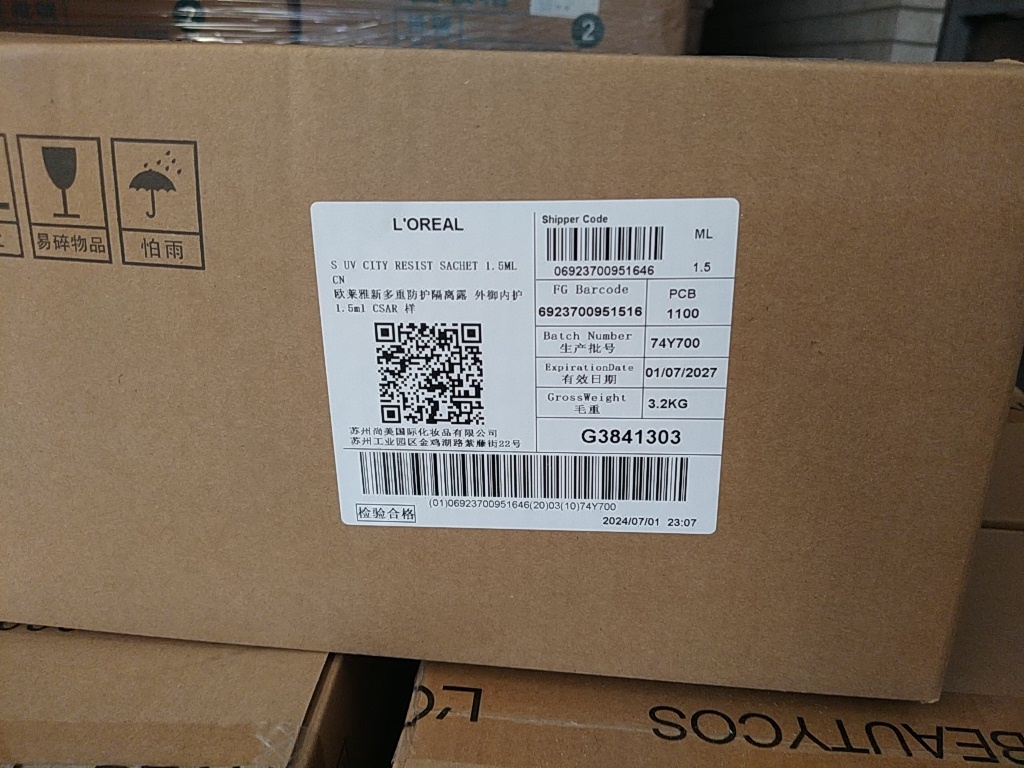 2
易碎物品
怕雨
L'OREAL
S UV CITY RESIST SACHET 1.5ML
CN
欧莱雅新多重防护隔离露 外御内护
1.5ml CSAR 样
苏州尚美国际化妆品有限公司
苏州工业园区金鸡湖路紫藤街22号
Shipper Code
06923700951646
ML
1.5
FG Barcode
6923700951516
PCB
1100
Batch Number
生产批号
74Y700
ExpirationDate
有效日期
01/07/2027
GrossWeight
毛重
3.2KG
G3841303
(01)06923700951646(20)03(10)74Y700
检验合格
2024/07/01 23:07
L'O
BEAUTYCOS